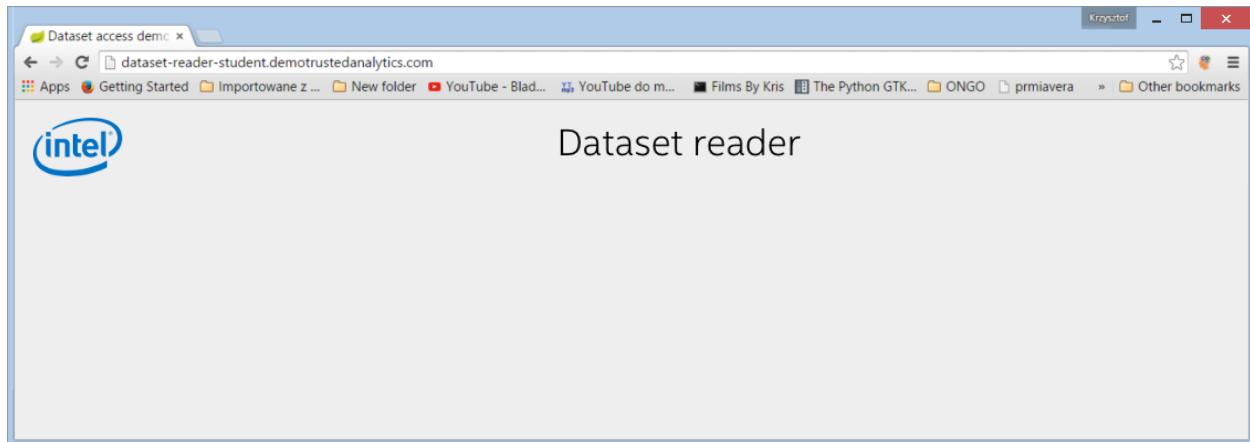 Krzysztof
Dataset access demo
dataset-reader-student.demotrustedanalytics.com
Apps Getting Started Importowane z ... New folder YouTube - Blad... YouTube do m... Films By Kris The Python GTK... ONGO prmiavera » Other bookmarks
intel Dataset reader